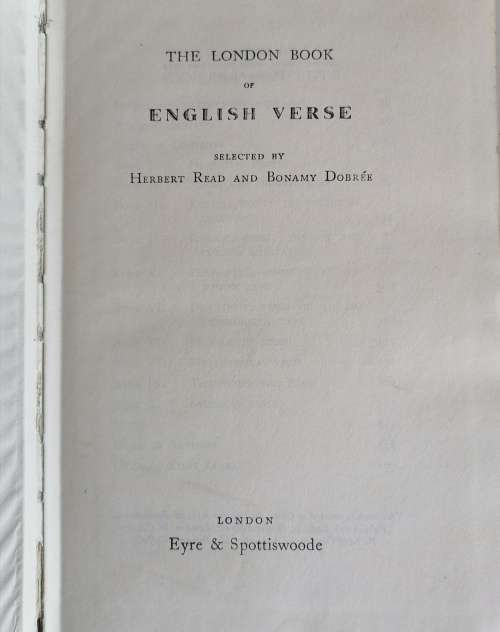 THE LONDON BOOK
OF
ENGLISH VERSE
SELECTED BY
HERBERT READ AND BONAMY DOBRÉE
LONDON
Eyre & Spottiswoode